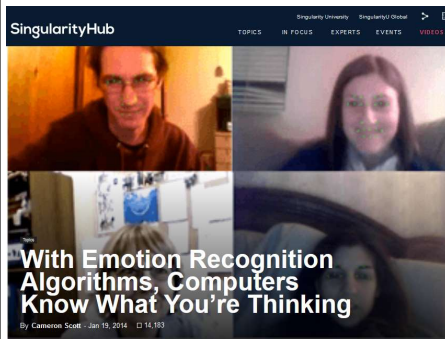 Singularity University SingularityU Global
SingularityHub
TOPICS IN FOCUS EXPERTS EVENTS VIDEOS
With Emotion Recognition
Algorithms, Computers
Know What You're Thinking
By Cameron Scott - Jan 19, 2014 14,183